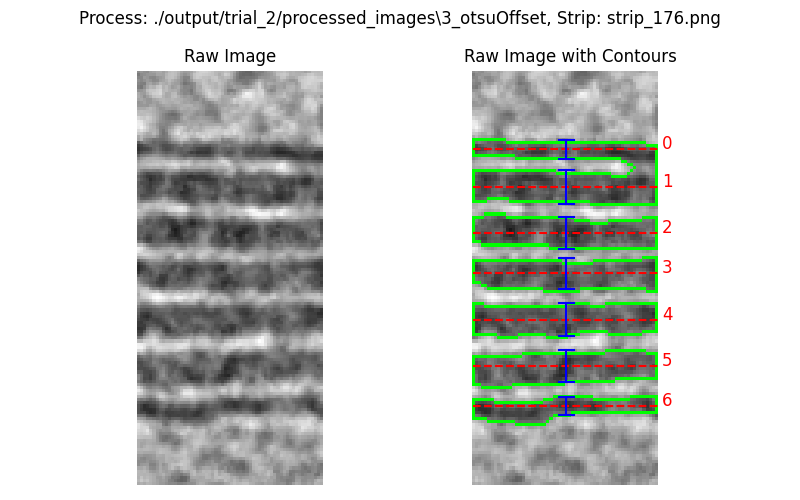 Process: ./output/trial_2/processed_images\3_otsuOffset, Strip: strip_176.png
Raw Image
Raw Image with Contours
0
1
2
3
4
5
6